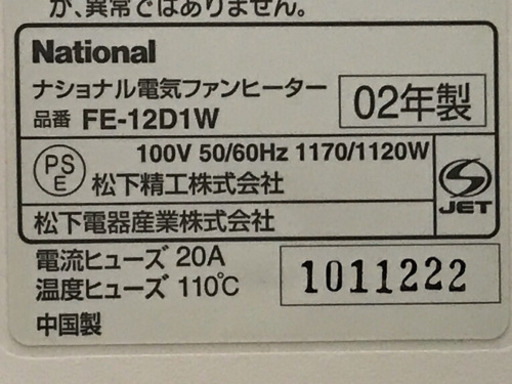 が、異常ではありません。
National
ナショナル電気ファンヒーター
品番 FE-12D1W
02年製
100V 50/60Hz 1170/1120W
PS
E
松下精工株式会社
松下電器産業株式会社
S
JET
電流ヒューズ 20A
温度ヒューズ 110℃
中国製
1011222